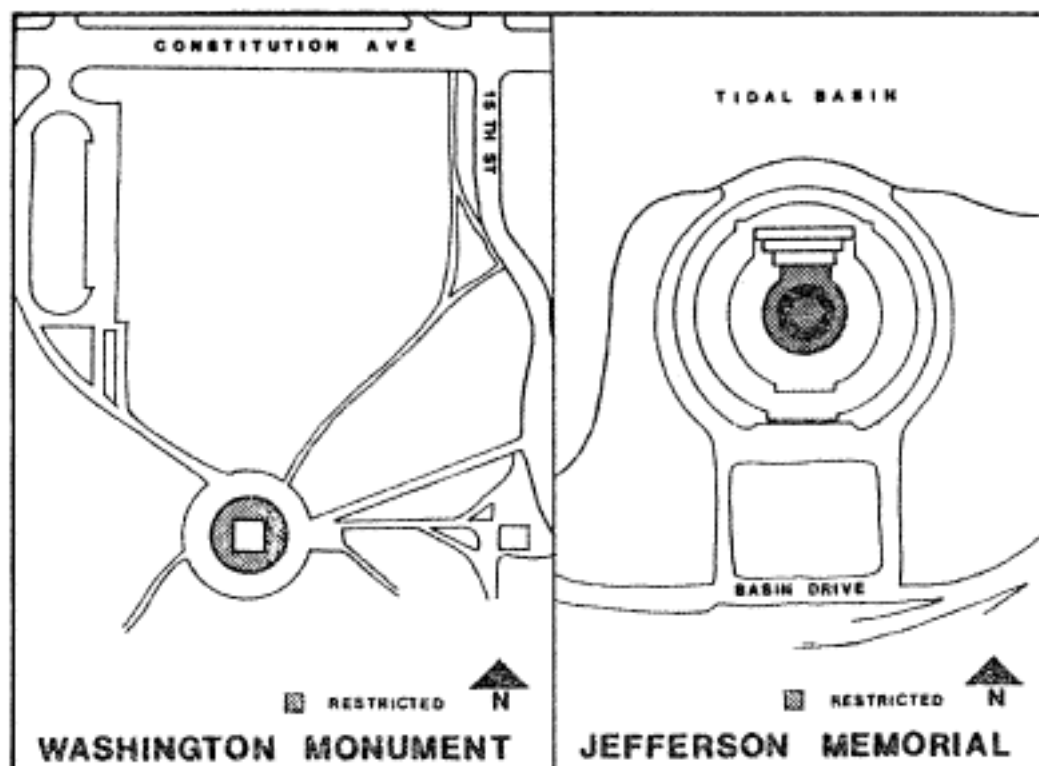 CONSTITUTION AVE
15 TH ST
N
RESTRICTED
WASHINGTON MONUMENT
TIDAL BASIN
BASIN DRIVE
N
RESTRICTED
JEFFERSON MEMORIAL